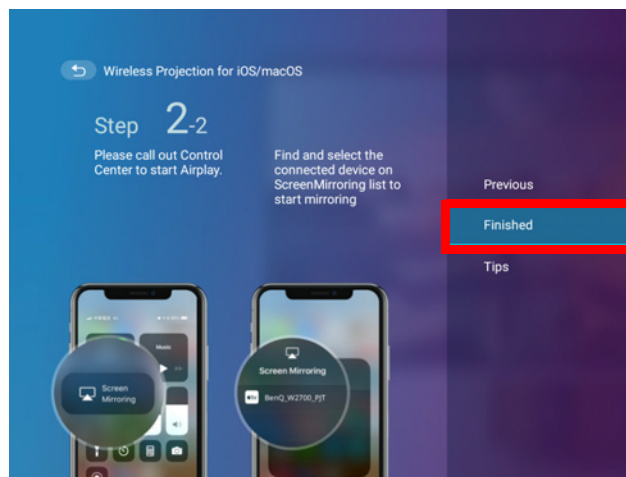 Wireless Projection for iOS/macOS
Step 2-2
Please call out Control
Center to start Airplay.
Find and select the
connected device on
ScreenMirroring list to
start mirroring
Previous
Finished
Tips
Music
Screen
Mirroring
Screen Mirroring
BenQ_W2700_PJT